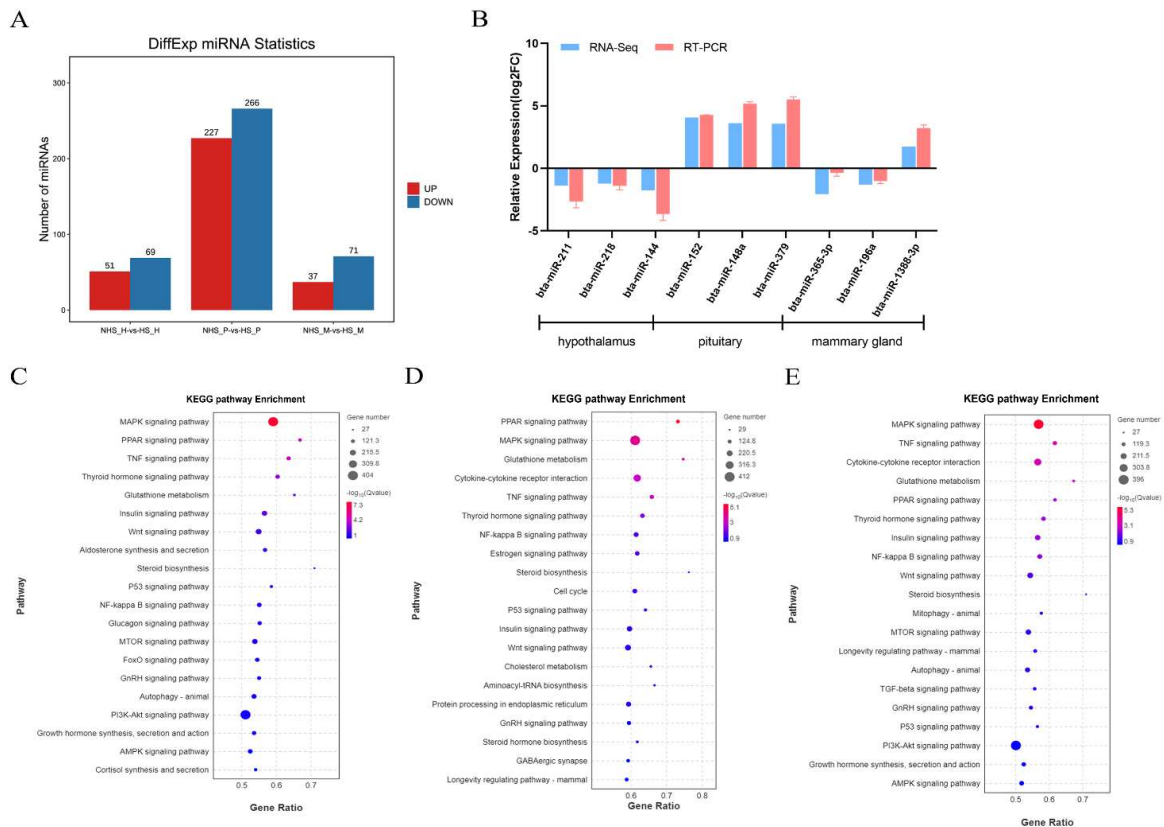 A
DiffExp miRNA Statistics
Number of miRNAs
300
200
100
0
51
69
227
266
37
71
NHS_H-vs-HS_H
NHS_P-vs-HS_P
NHS_M-vs-HS_M
UP
DOWN
B
RNA-Seq
RT-PCR
Relative Expression(log2FC)
10
5
0
-5
bta-miR-211
bta-miR-218
bta-miR-144
bta-miR-152
bta-miR-148a
bta-miR-379
bta-miR-365-3p
bta-miR-196a
bta-miR-1388-3p
hypothalamus
pituitary
mammary gland
C
KEGG pathway Enrichment
Pathway
MAPK signaling pathway
PPAR signaling pathway
TNF signaling pathway
Thyroid hormone signaling pathway
Glutathione metabolism
Insulin signaling pathway
Wnt signaling pathway
Aldosterone synthesis and secretion
Steroid biosynthesis
P53 signaling pathway
NF-kappa B signaling pathway
Glucagon signaling pathway
MTOR signaling pathway
FoxO signaling pathway
GnRH signaling pathway
Autophagy - animal
PI3K-Akt signaling pathway
Growth hormone synthesis, secretion and action
AMPK signaling pathway
Cortisol synthesis and secretion
0.5
0.6
0.7
Gene Ratio
Gene number
27
121.3
215.5
309.8
404
-log10(Qvalue)
7.3
4.2
1
D
KEGG pathway Enrichment
Pathway
PPAR signaling pathway
MAPK signaling pathway
Glutathione metabolism
Cytokine-cytokine receptor interaction
TNF signaling pathway
Thyroid hormone signaling pathway
NF-kappa B signaling pathway
Estrogen signaling pathway
Steroid biosynthesis
Cell cycle
P53 signaling pathway
Insulin signaling pathway
Wnt signaling pathway
Cholesterol metabolism
Aminoacyl-tRNA biosynthesis
Protein processing in endoplasmic reticulum
GnRH signaling pathway
Steroid hormone biosynthesis
GABAergic synapse
Longevity regulating pathway - mammal
0.6
0.7
0.8
Gene Ratio
Gene number
29
124.8
220.5
316.3
412
-log10(Qvalue)
5.1
3
0.9
E
KEGG pathway Enrichment
Pathway
MAPK signaling pathway
TNF signaling pathway
Cytokine-cytokine receptor interaction
Glutathione metabolism
PPAR signaling pathway
Thyroid hormone signaling pathway
Insulin signaling pathway
NF-kappa B signaling pathway
Wnt signaling pathway
Steroid biosynthesis
Mitophagy - animal
MTOR signaling pathway
Longevity regulating pathway - mammal
Autophagy - animal
TGF-beta signaling pathway
GnRH signaling pathway
P53 signaling pathway
PI3K-Akt signaling pathway
Growth hormone synthesis, secretion and action
AMPK signaling pathway
0.5
0.6
0.7
Gene Ratio
Gene number
27
119.3
211.5
303.8
396
-log10(Qvalue)
5.3
3.1
0.9